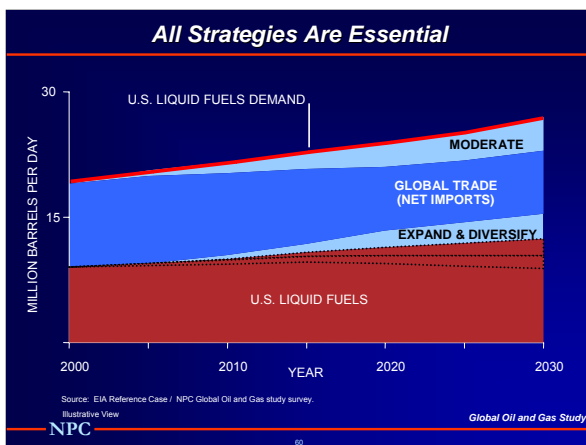 All Strategies Are Essential
30
U.S. LIQUID FUELS DEMAND
MODERATE
GLOBAL TRADE
(NET IMPORTS)
15
EXPAND & DIVERSIFY
U.S. LIQUID FUELS
MILLION BARRELS PER DAY
2000
2010
2020
2030
YEAR
Source: EIA Reference Case / NPC Global Oil and Gas study survey.
Illustrative View
NPC
Global Oil and Gas Study
60